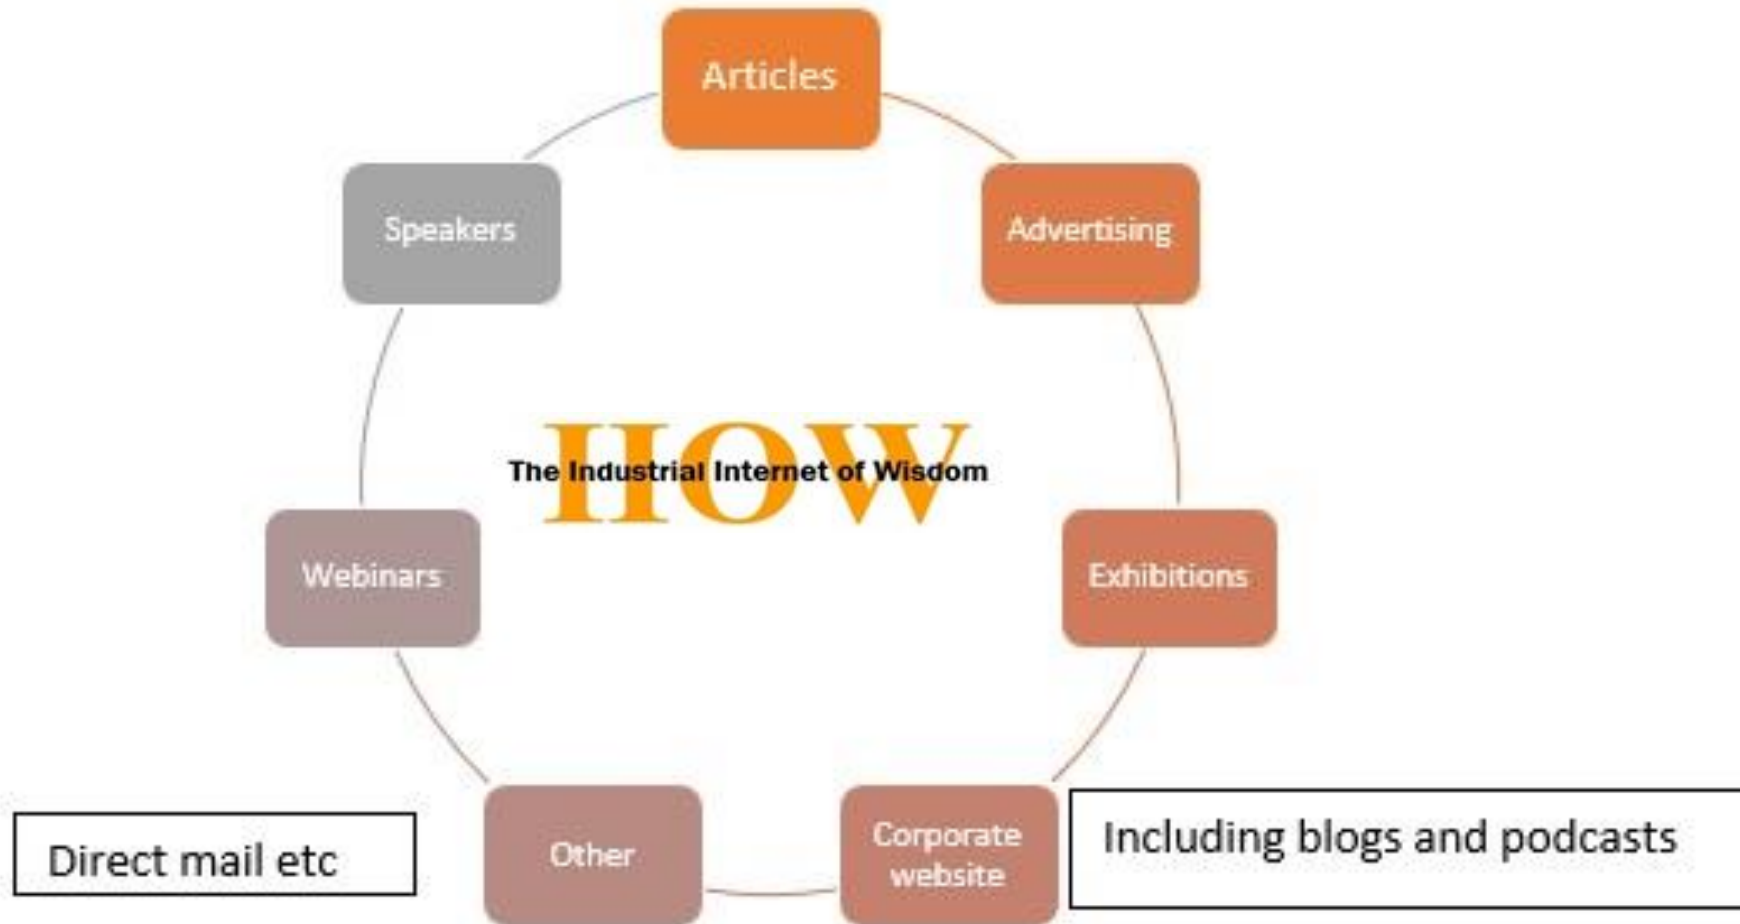 Articles
Speakers
Advertising
IIOW
The Industrial Internet of Wisdom
Webinars
Exhibitions
Direct mail etc
Other
Corporate
website
Including blogs and podcasts